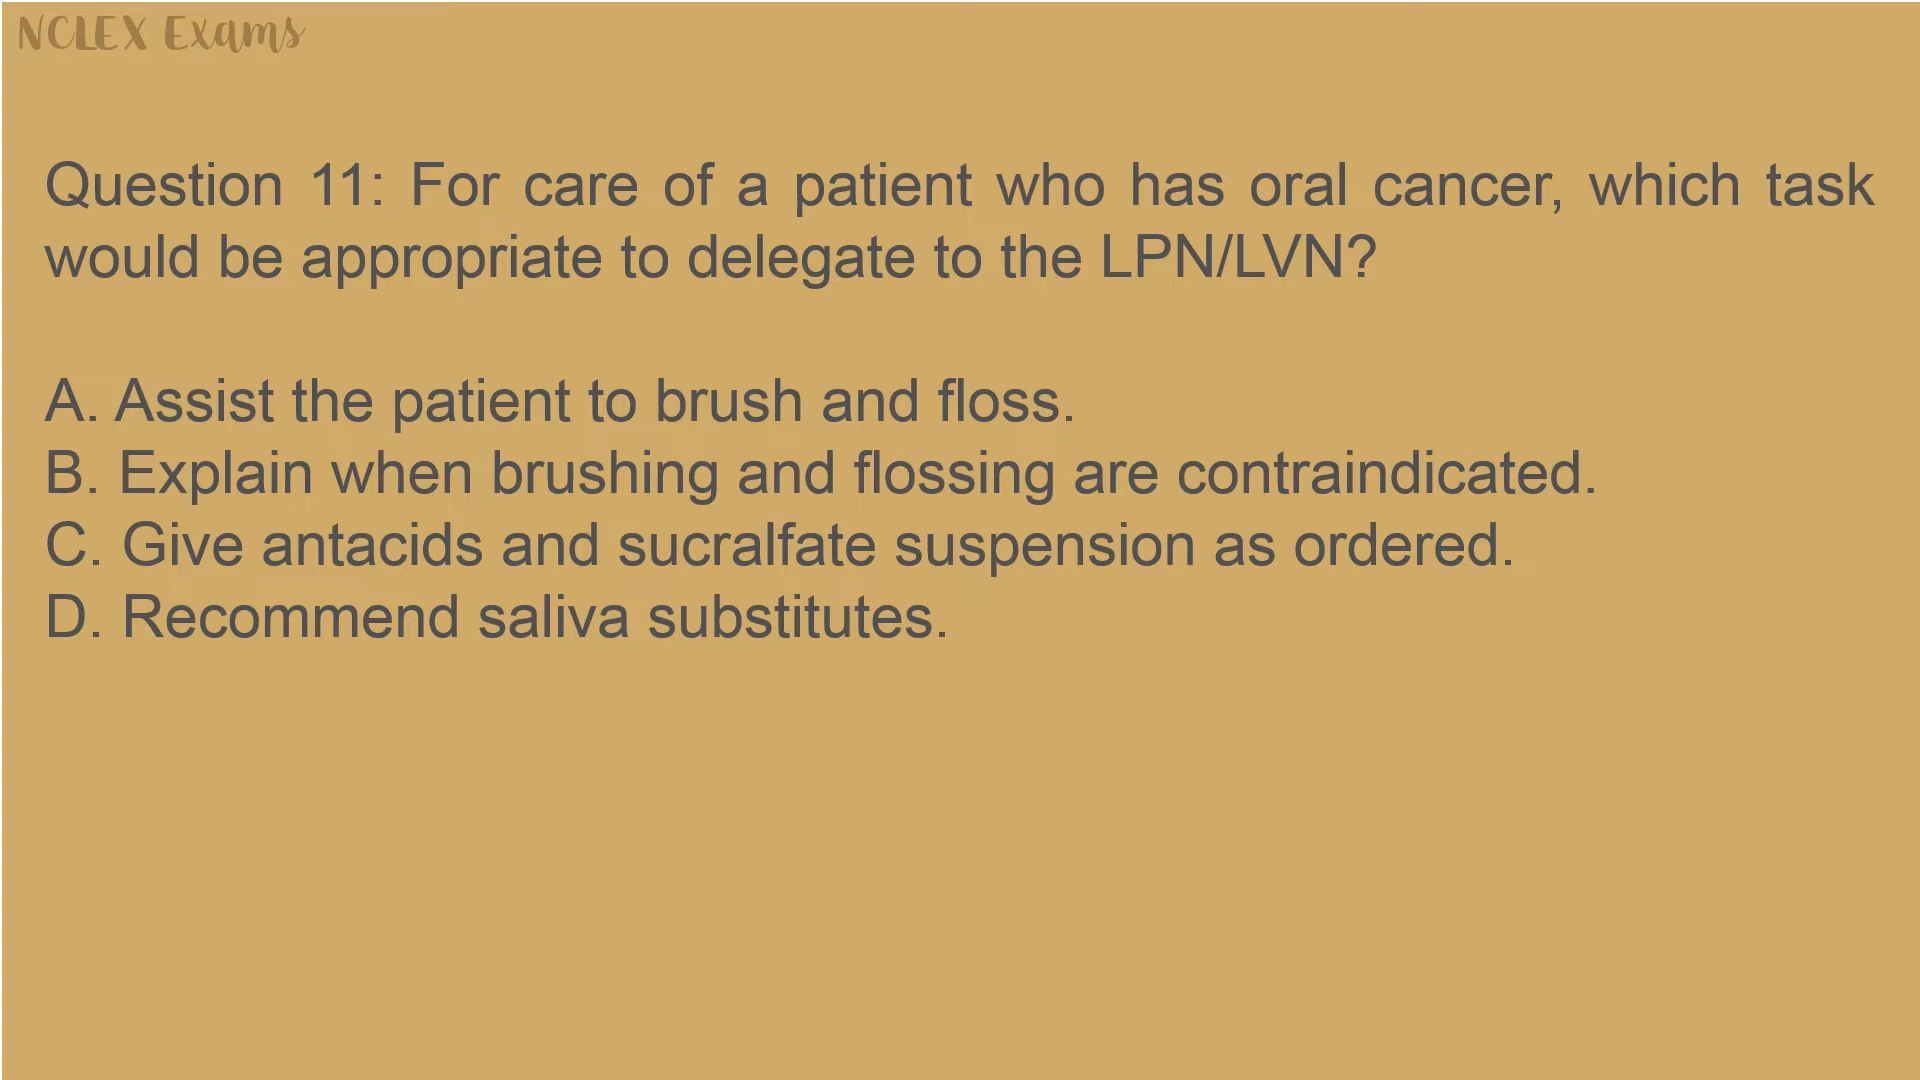 NCLEX Exams
Question 11: For care of a patient who has oral cancer, which task
would be appropriate to delegate to the LPN/LVN?
A. Assist the patient to brush and floss.
B. Explain when brushing and flossing are contraindicated.
C. Give antacids and sucralfate suspension as ordered.
D. Recommend saliva substitutes.